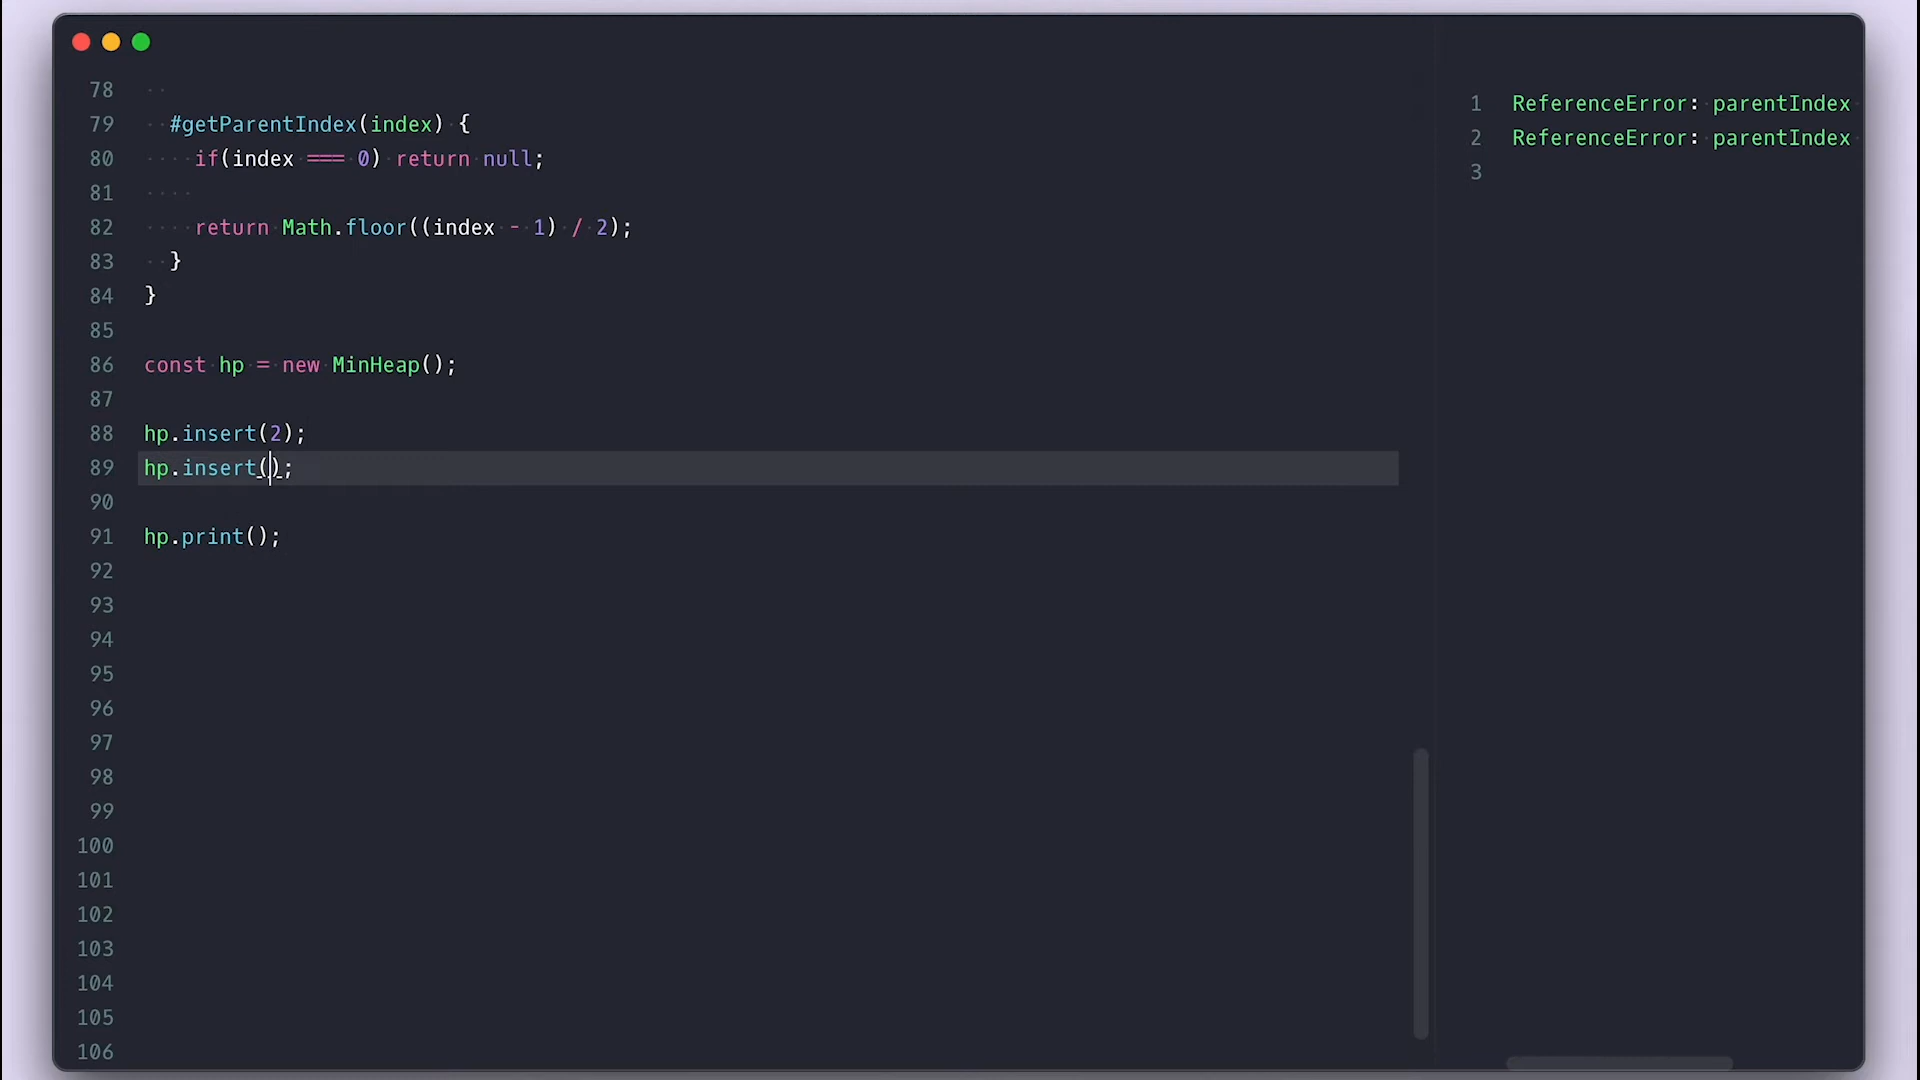 78
79 #getParentIndex(index) {
80 if(index === 0) return null;
81
82 return Math.floor((index - 1) / 2);
83 }
84 }
85
86 const hp = new MinHeap();
87
88 hp.insert(2);
89 hp.insert();
90
91 hp.print();
92
93
94
95
96
97
98
99
100
101
102
103
104
105
106
1 ReferenceError: parentIndex
2 ReferenceError: parentIndex
3